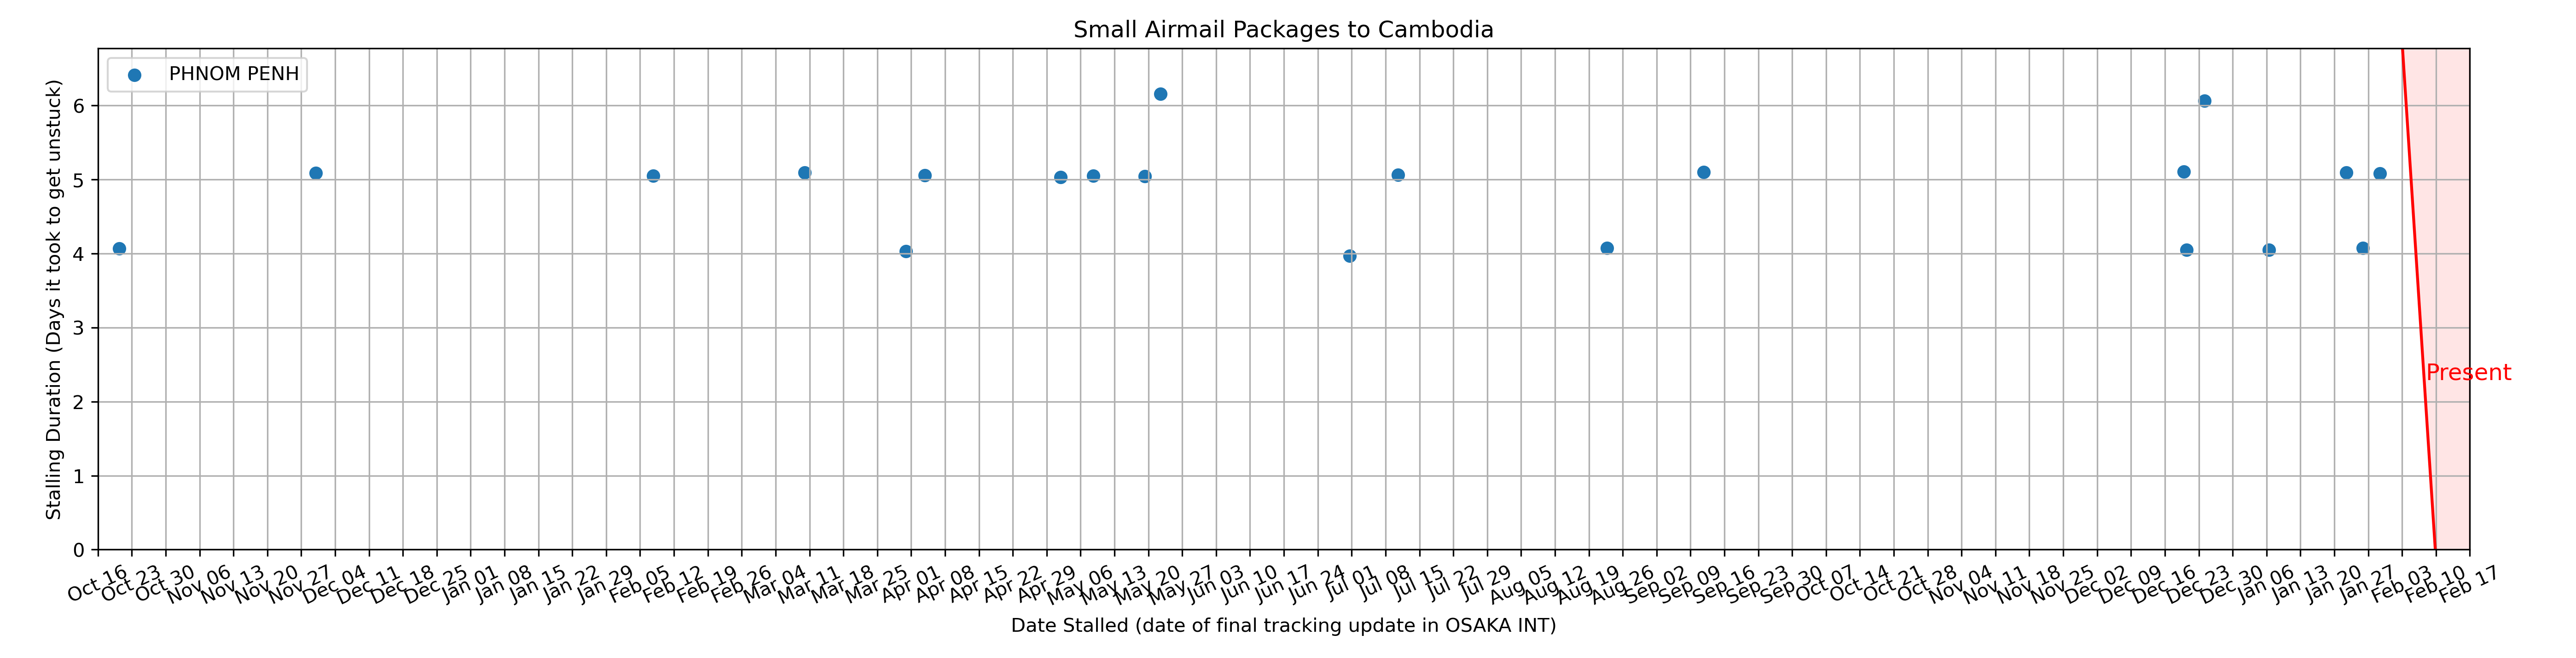 Small Airmail Packages to Cambodia
PHNOM PENH
Stalling Duration (Days it took to get unstuck)
6
5
4
3
2
1
0
Present
Oct 16 Oct 23 Oct 30 Nov 06 Nov 13 Nov 20 Nov 27 Dec 04 Dec 11 Dec 18 Dec 25 Jan 01 Jan 08 Jan 15 Jan 22 Jan 29 Feb 05 Feb 12 Feb 19 Feb 26 Mar 04 Mar 11 Mar 18 Mar 25 Apr 01 Apr 08 Apr 15 Apr 22 Apr 29 May 06 May 13 May 20 May 27 Jun 03 Jun 10 Jun 17 Jun 24 Jul 01 Jul 08 Jul 15 Jul 22 Jul 29 Aug 05 Aug 12 Aug 19 Aug 26 Sep 02 Sep 09 Sep 16 Sep 23 Sep 30 Oct 07 Oct 14 Oct 21 Oct 28 Nov 04 Nov 11 Nov 18 Nov 25 Dec 02 Dec 09 Dec 16 Dec 23 Dec 30 Jan 06 Jan 13 Jan 20 Jan 27 Feb 03 Feb 10 Feb 17
Date Stalled (date of final tracking update in OSAKA INT)